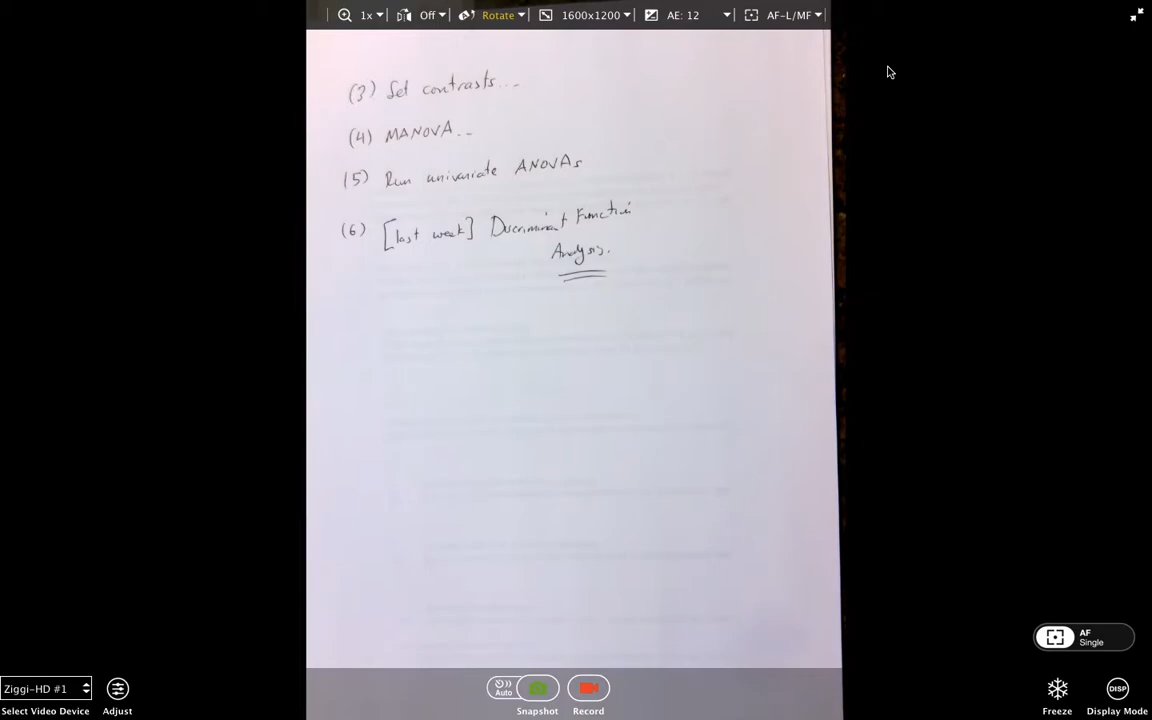 1x
Off
Rotate
1600x1200
AE: 12
AF-L/MF
(3) Set contrasts...
(4) MANOVA..
(5) Run univariate ANOVAs
(6) [last week] Discriminant Function
Analysis.
AF
Single
Ziggi-HD #1
Auto
Select Video Device
Adjust
Snapshot
Record
Freeze
DISP
Display Mode